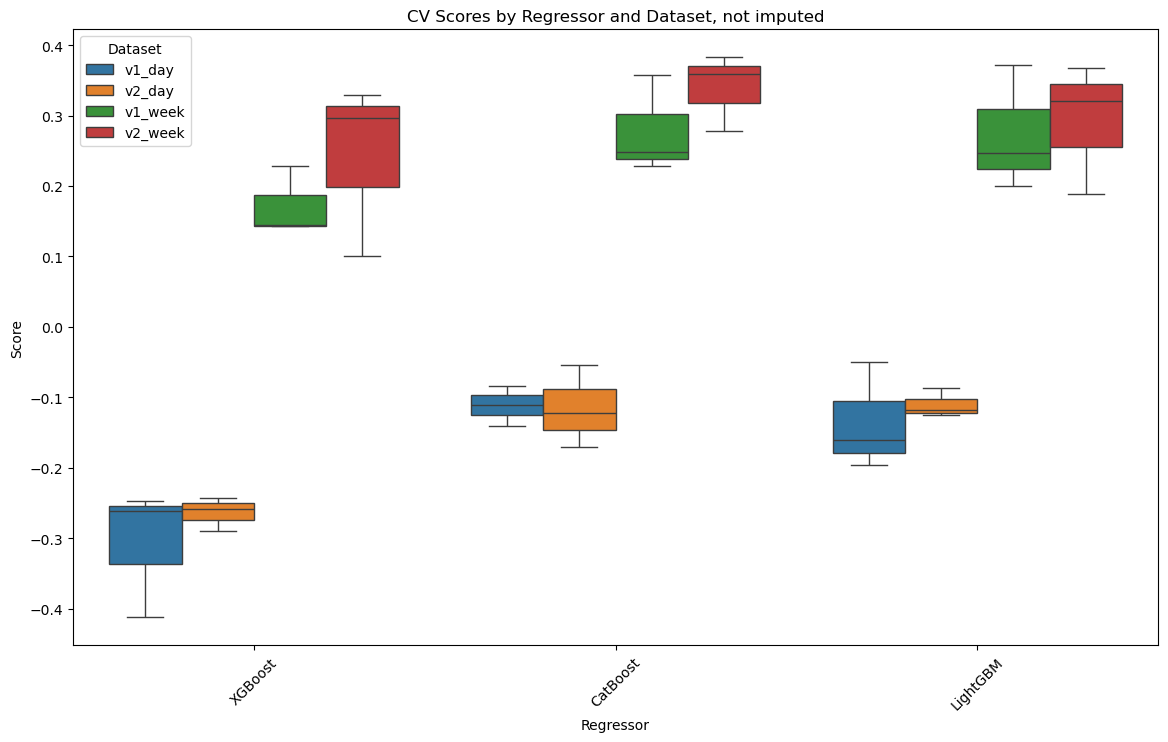 CV Scores by Regressor and Dataset, not imputed
Dataset
v1_day
v2_day
v1_week
v2_week
0.4
0.3
0.2
0.1
0.0
−0.1
−0.2
−0.3
−0.4
Score
XGBoost
CatBoost
LightGBM
Regressor